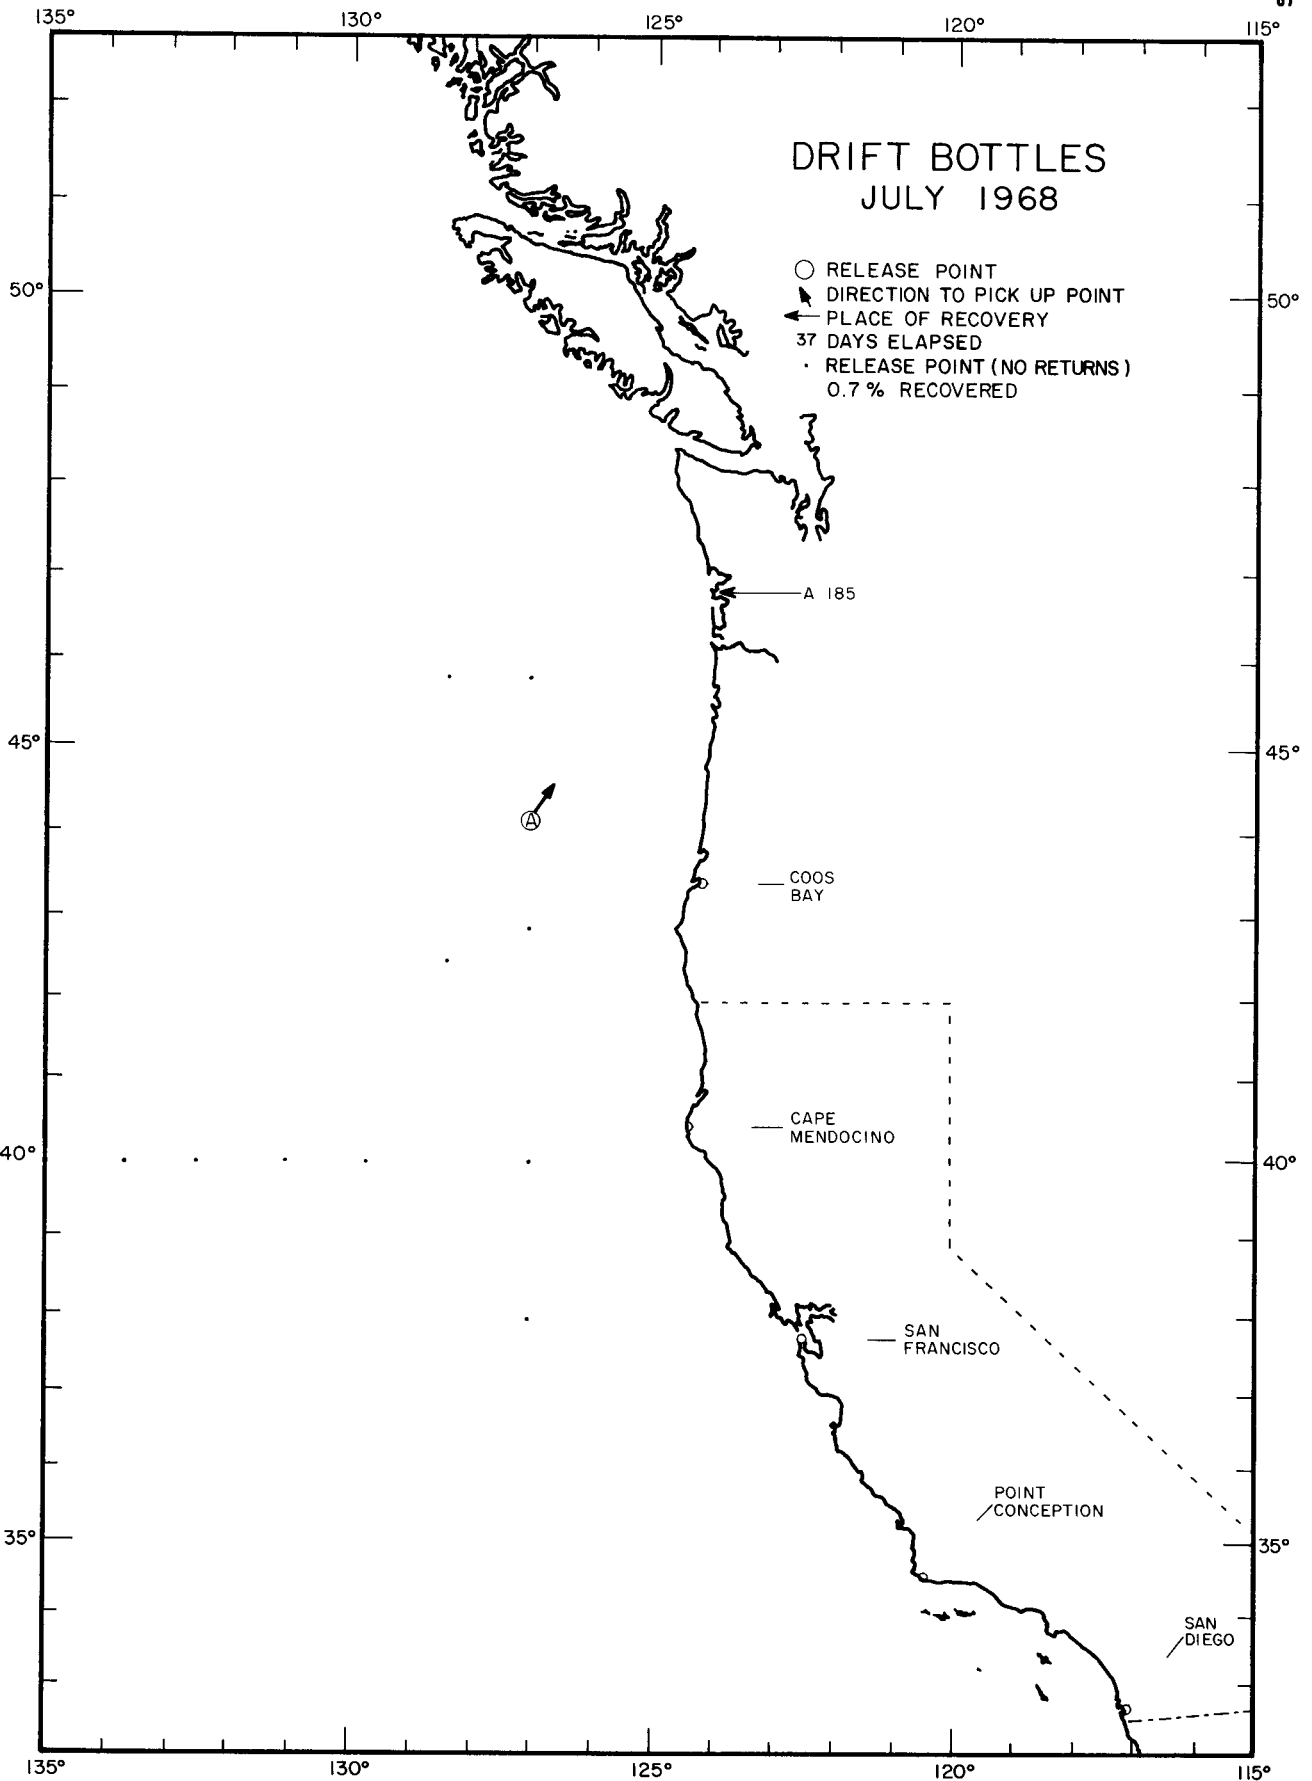 135°
130°
125°
120°
115°
DRIFT BOTTLES
JULY 1968
RELEASE POINT
DIRECTION TO PICK UP POINT
PLACE OF RECOVERY
37 DAYS ELAPSED
RELEASE POINT (NO RETURNS)
0.7 % RECOVERED
50°
50°
A 185
45°
45°
A
COOS
BAY
CAPE
MENDOCINO
40°
40°
SAN
FRANCISCO
POINT
CONCEPTION
35°
35°
SAN
DIEGO
135°
130°
125°
120°
115°